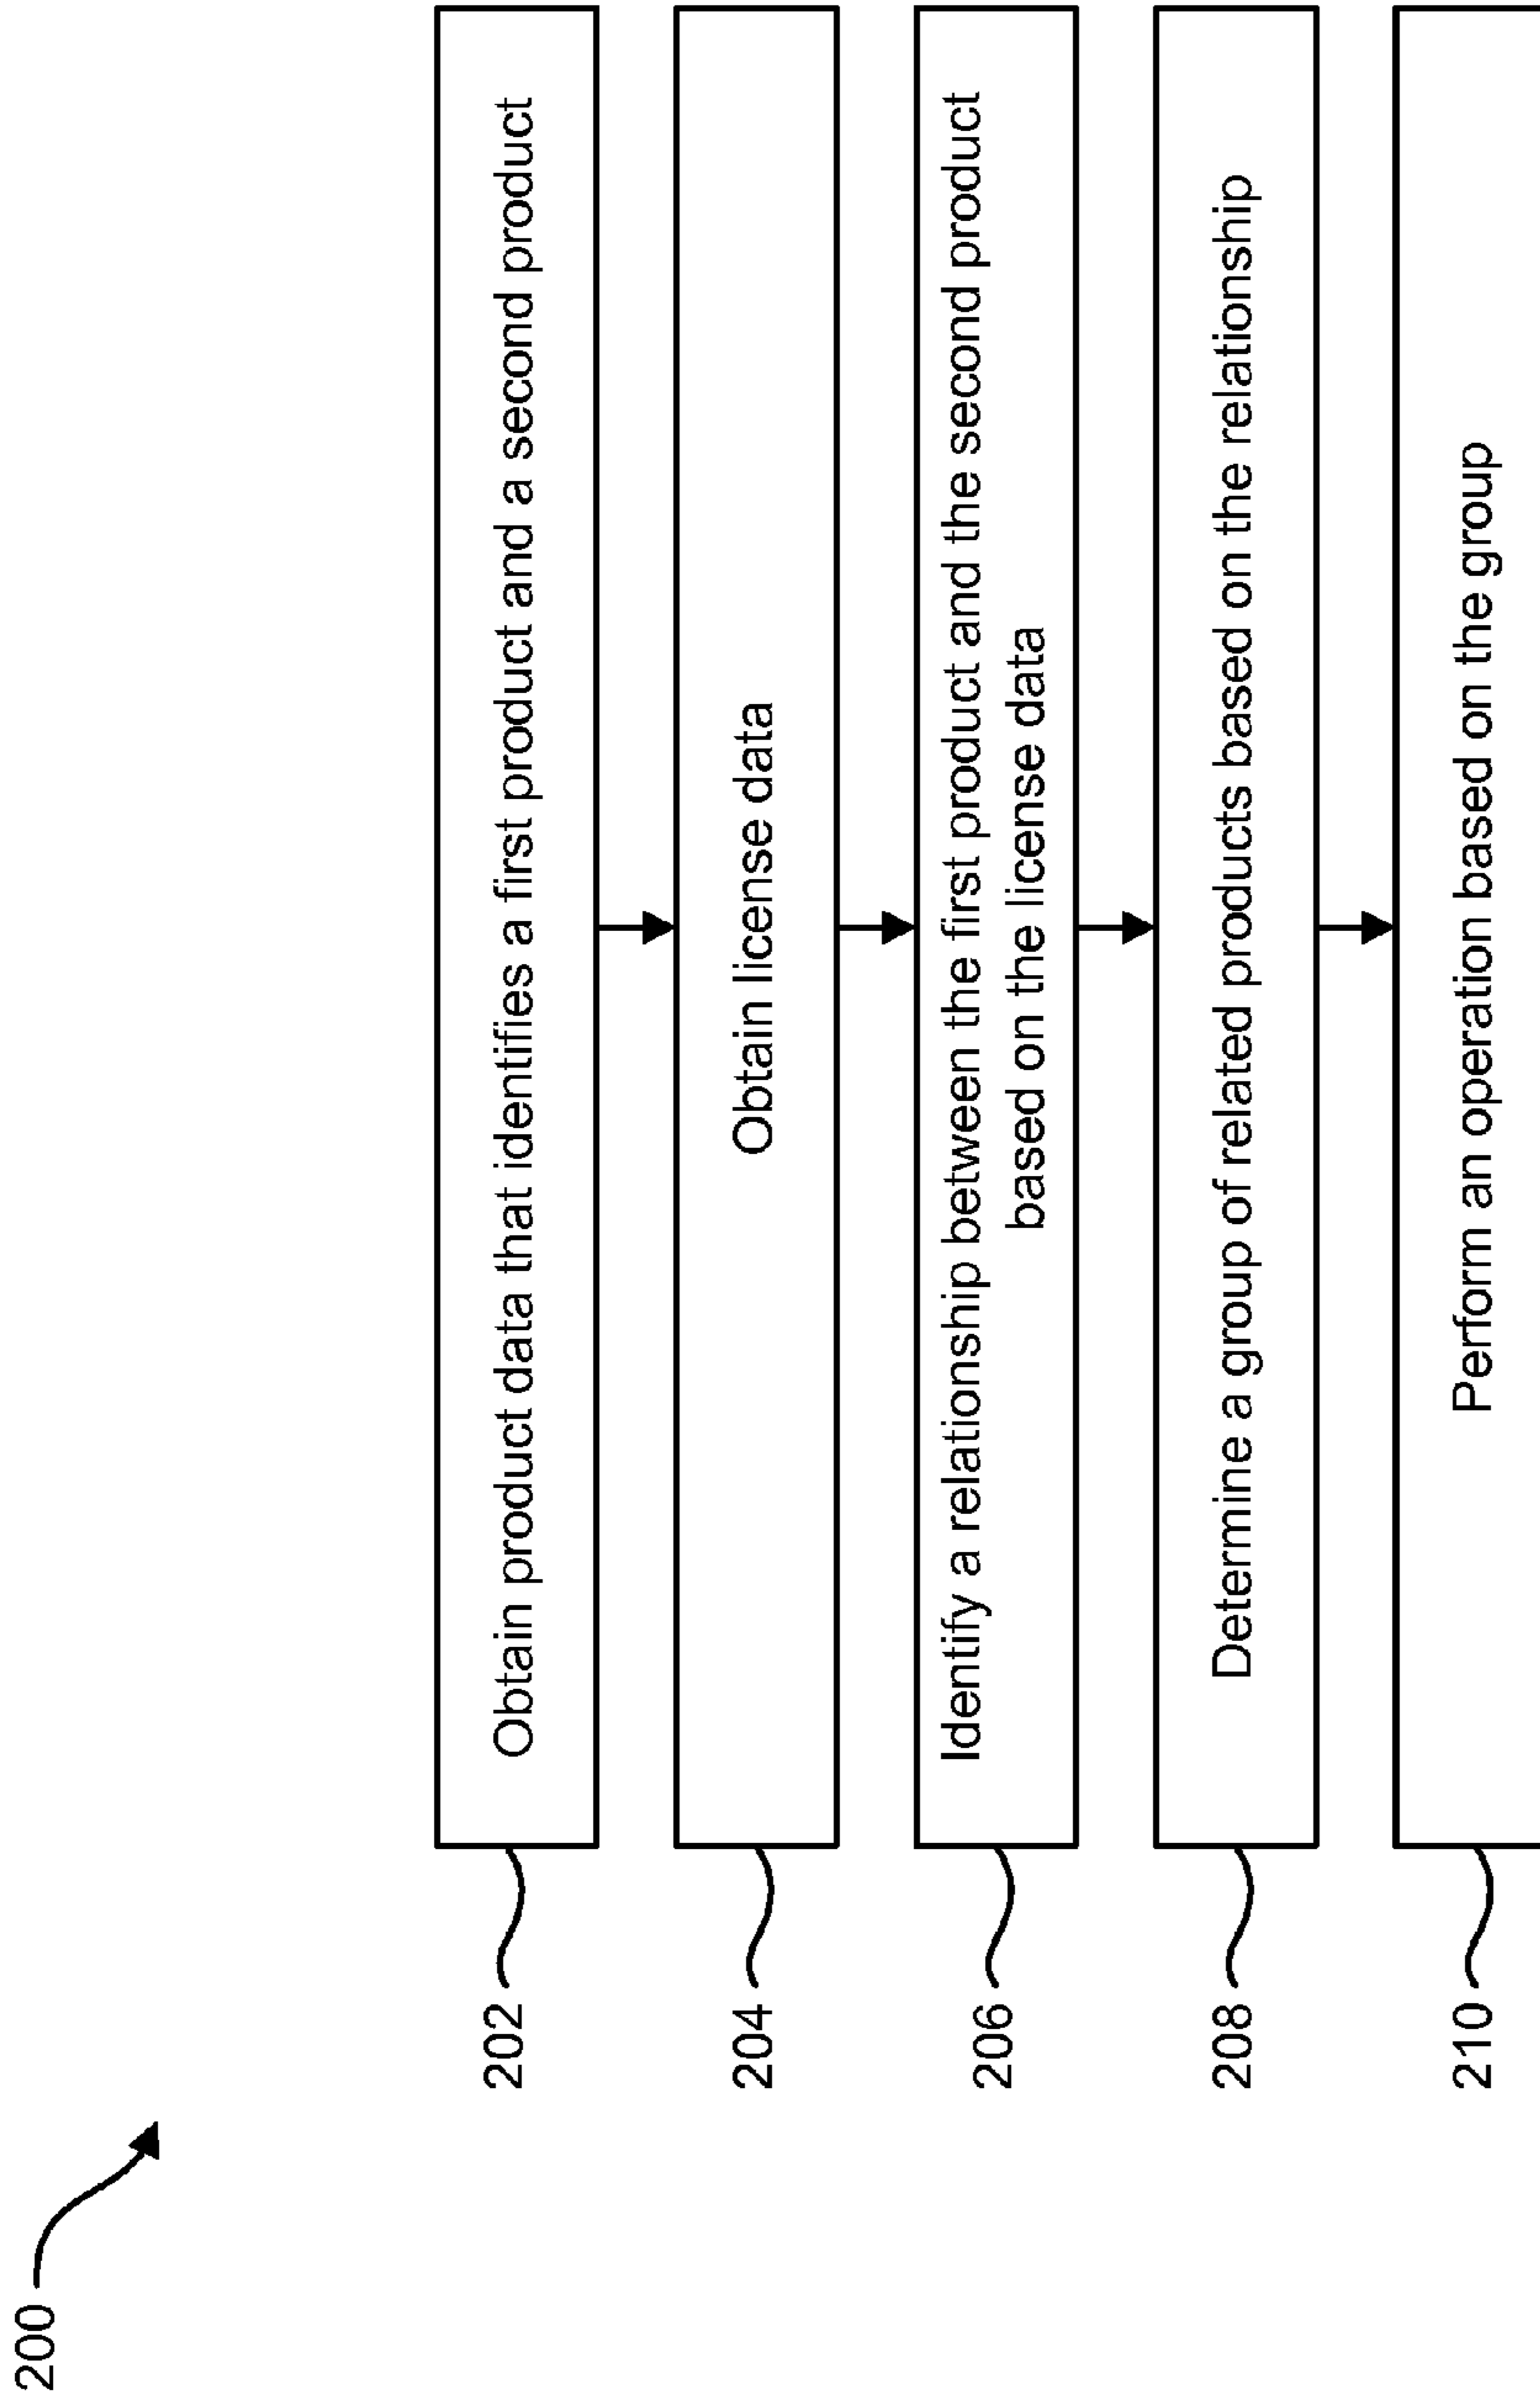 200
202
Obtain product data that identifies a first product and a second product
204
Obtain license data
206
Identify a relationship between the first product and the second product
based on the license data
208
Determine a group of related products based on the relationship
210
Perform an operation based on the group